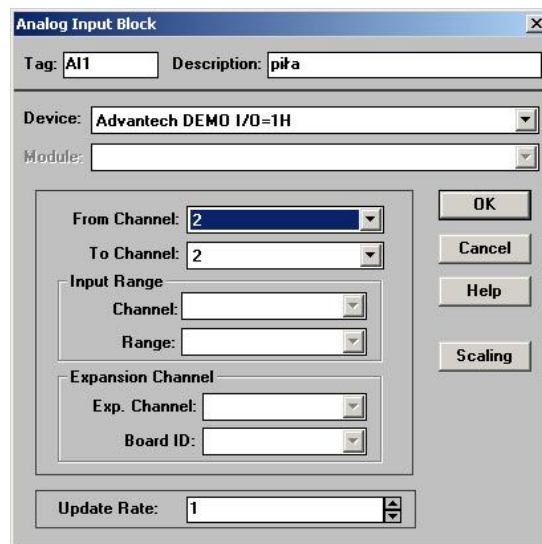 Analog Input Block
Tag: AI1 Description: piła
Device: Advantech DEMO I/O=1H
Module:
From Channel: 2
To Channel: 2
Input Range
Channel:
Range:
Expansion Channel
Exp. Channel:
Board ID:
Update Rate: 1
OK
Cancel
Help
Scaling